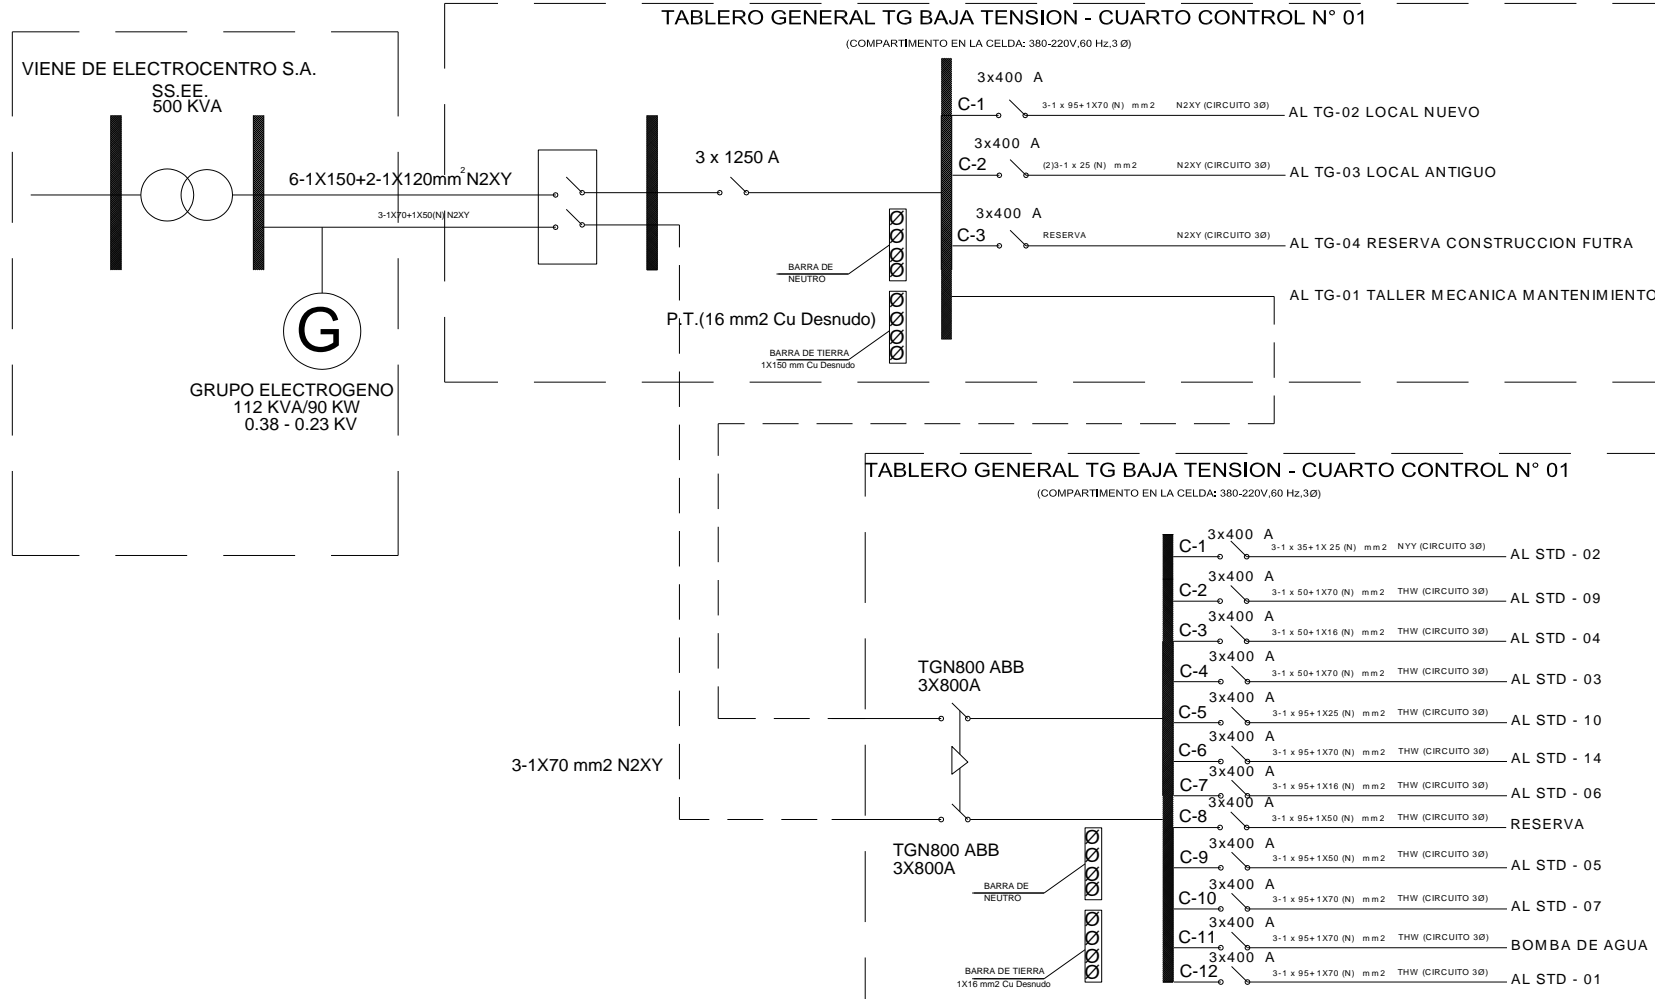 TABLERO GENERAL TG BAJA TENSION - CUARTO CONTROL N° 01
(COMPARTIMENTO EN LA CELDA: 380-220V,60 Hz,3 Ø)
VIENE DE ELECTROCENTRO S.A.
SS.EE.
500 KVA
6-1X150+2-1X120mm² N2XY
3-1X70+1X50(N) N2XY
G
GRUPO ELECTROGENO
112 KVA/90 KW
0.38 - 0.23 KV
3 x 1250 A
3x400 A
C-1 3-1 x 95+1X70 (N) mm2 N2XY (CIRCUITO 3Ø) AL TG-02 LOCAL NUEVO
3x400 A
C-2 (2)3-1 x 25 (N) mm2 N2XY (CIRCUITO 3Ø) AL TG-03 LOCAL ANTIGUO
3x400 A
C-3 RESERVA N2XY (CIRCUITO 3Ø) AL TG-04 RESERVA CONSTRUCCION FUTRA
BARRA DE
NEUTRO
AL TG-01 TALLER MECANICA MANTENIMIENTO
P.T.(16 mm2 Cu Desnudo)
BARRA DE TIERRA
1X150 mm Cu Desnudo
TABLERO GENERAL TG BAJA TENSION - CUARTO CONTROL N° 01
(COMPARTIMENTO EN LA CELDA: 380-220V,60 Hz,3Ø)
3x400 A
C-1 3-1 x 35+1X 25 (N) mm2 NYY (CIRCUITO 3Ø) AL STD - 02
3x400 A
C-2 3-1 x 50+1X70 (N) mm2 THW (CIRCUITO 3Ø) AL STD - 09
3x400 A
C-3 3-1 x 50+1X16 (N) mm2 THW (CIRCUITO 3Ø) AL STD - 04
3x400 A
C-4 3-1 x 50+1X70 (N) mm2 THW (CIRCUITO 3Ø) AL STD - 03
3x400 A
C-5 3-1 x 95+1X25 (N) mm2 THW (CIRCUITO 3Ø) AL STD - 10
3x400 A
C-6 3-1 x 95+1X70 (N) mm2 THW (CIRCUITO 3Ø) AL STD - 14
3x400 A
C-7 3-1 x 95+1X16 (N) mm2 THW (CIRCUITO 3Ø) AL STD - 06
3x400 A
C-8 3-1 x 95+1X50 (N) mm2 THW (CIRCUITO 3Ø) RESERVA
3x400 A
C-9 3-1 x 95+1X50 (N) mm2 THW (CIRCUITO 3Ø) AL STD - 05
3x400 A
C-10 3-1 x 95+1X70 (N) mm2 THW (CIRCUITO 3Ø) AL STD - 07
3x400 A
C-11 3-1 x 95+1X70 (N) mm2 THW (CIRCUITO 3Ø) BOMBA DE AGUA
3x400 A
C-12 3-1 x 95+1X70 (N) mm2 THW (CIRCUITO 3Ø) AL STD - 01
TGN800 ABB
3X800A
3-1X70 mm2 N2XY
TGN800 ABB
3X800A
BARRA DE
NEUTRO
BARRA DE TIERRA
1X16 mm2 Cu Desnudo